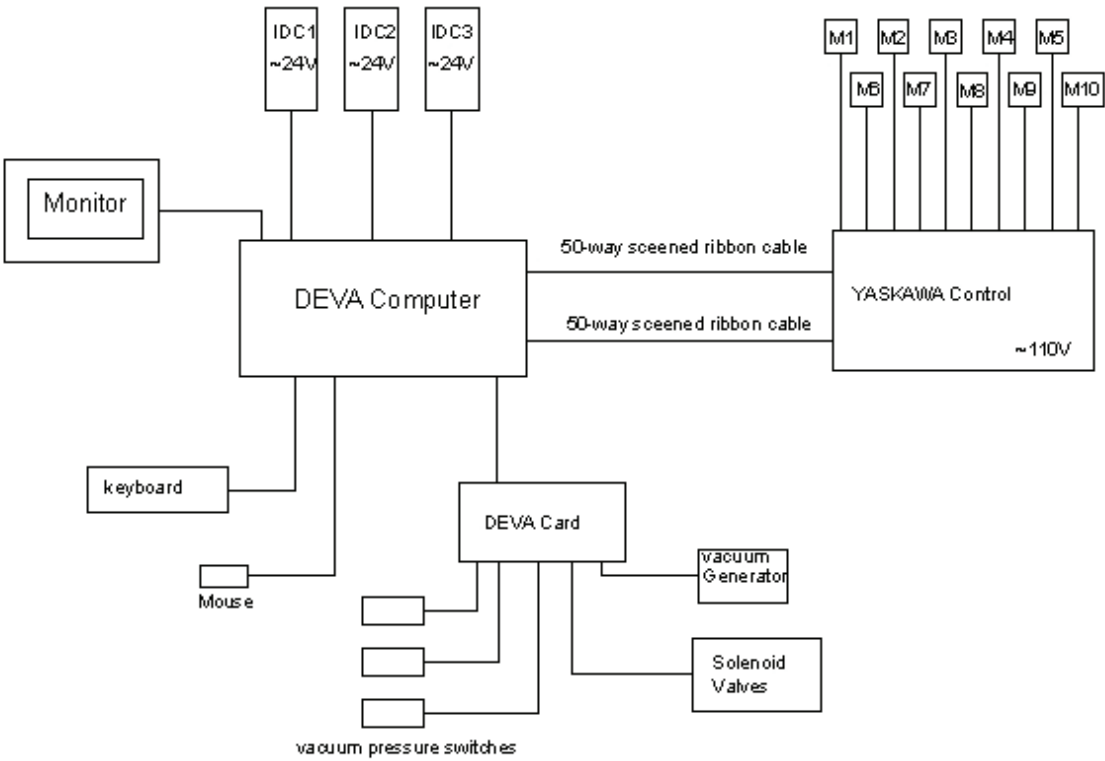 IDC1
~24V
IDC2
~24V
IDC3
~24V
M1
M2
M3
M4
M5
M6
M7
M8
M9
M10
Monitor
DEVA Computer
50-way sceened ribbon cable
50-way sceened ribbon cable
YASKAWA Control
~110V
keyboard
Mouse
DEVA Card
vacuum
Generator
Solenoid
Valves
vacuum pressure switches